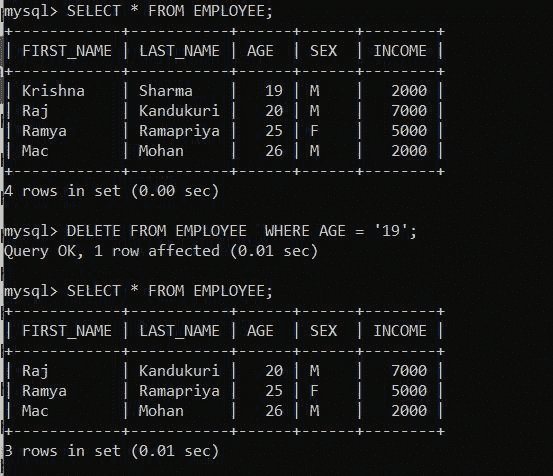 mysql> SELECT * FROM EMPLOYEE;
+------------+-----------+------+------+--------+
| FIRST_NAME | LAST_NAME | AGE  | SEX  | INCOME |
+------------+-----------+------+------+--------+
| Krishna    | Sharma    |   19 | M    |   2000 |
| Raj        | Kandukuri |   20 | M    |   7000 |
| Ramya      | Ramapriya |   25 | F    |   5000 |
| Mac        | Mohan     |   26 | M    |   2000 |
+------------+-----------+------+------+--------+
4 rows in set (0.00 sec)
mysql> DELETE FROM EMPLOYEE  WHERE AGE = '19';
Query OK, 1 row affected (0.01 sec)
mysql> SELECT * FROM EMPLOYEE;
+------------+-----------+------+------+--------+
| FIRST_NAME | LAST_NAME | AGE  | SEX  | INCOME |
+------------+-----------+------+------+--------+
| Raj        | Kandukuri |   20 | M    |   7000 |
| Ramya      | Ramapriya |   25 | F    |   5000 |
| Mac        | Mohan     |   26 | M    |   2000 |
+------------+-----------+------+------+--------+
3 rows in set (0.01 sec)